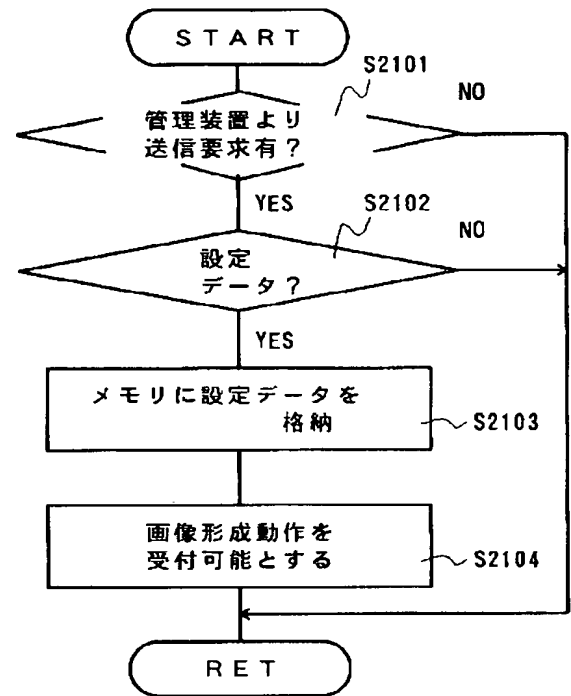 START
S2101
NO
管理装置より
送信要求有？
YES
S2102
NO
設定
データ？
YES
メモリに設定データを
格納
S2103
画像形成動作を
受付可能とする
S2104
RET